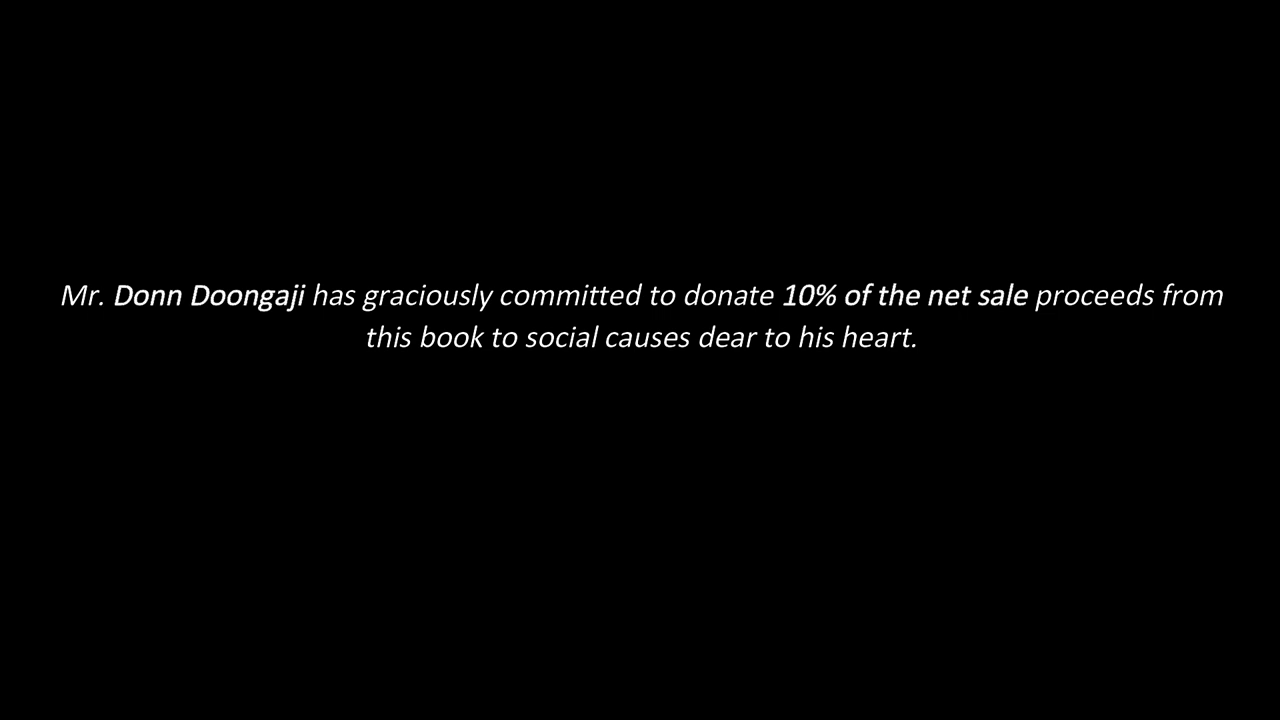 Mr. Donn Doongaji has graciously committed to donate 10% of the net sale proceeds from
this book to social causes dear to his heart.